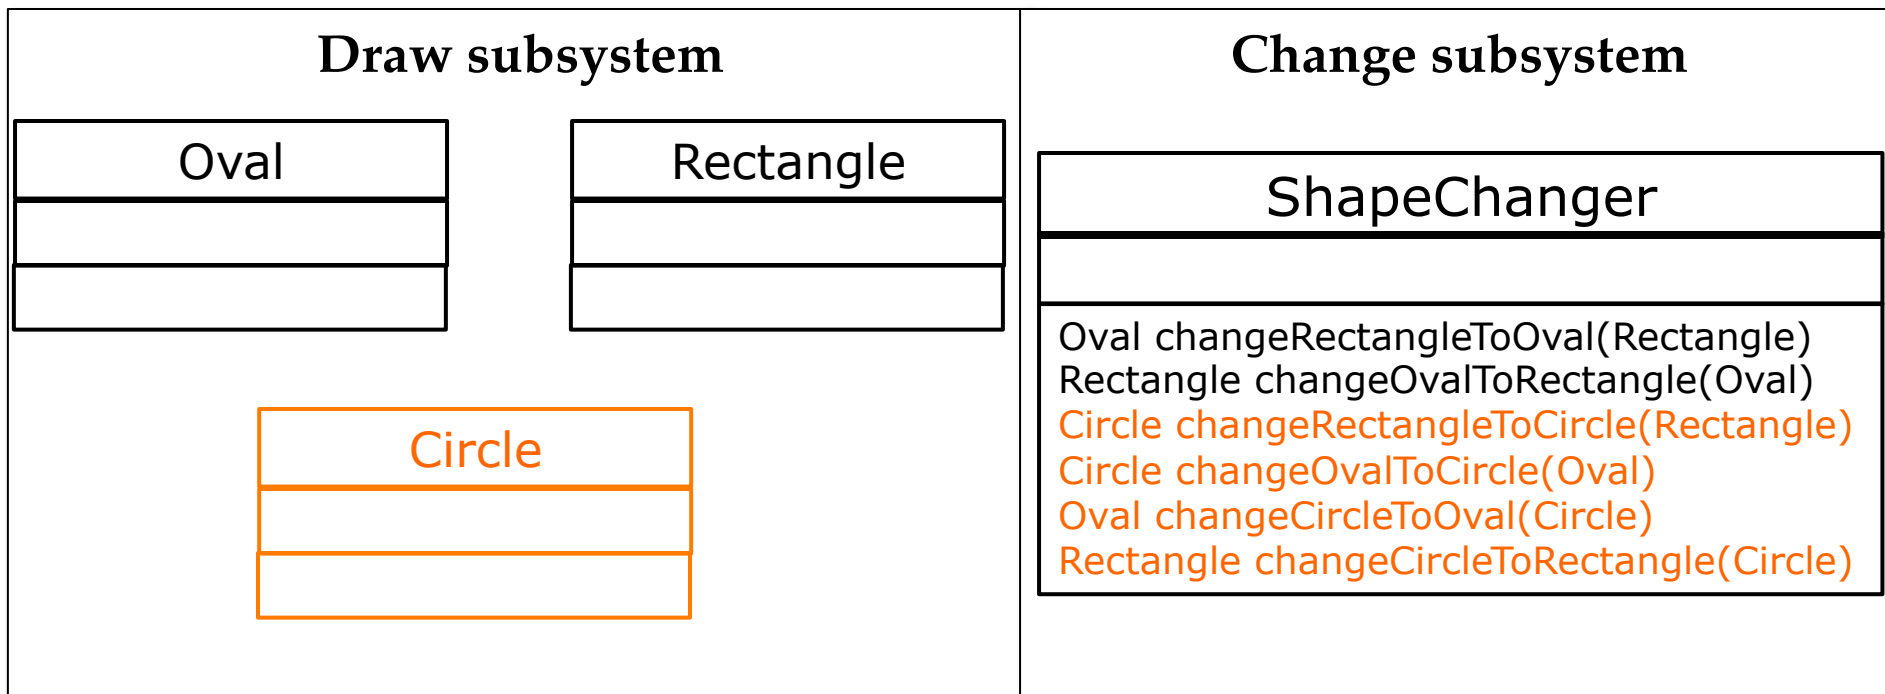 Draw subsystem
Change subsystem
Oval
Rectangle
Circle
ShapeChanger
Oval changeRectangleToOval(Rectangle)
Rectangle changeOvalToRectangle(Oval)
Circle changeRectangleToCircle(Rectangle)
Circle changeOvalToCircle(Oval)
Oval changeCircleToOval(Circle)
Rectangle changeCircleToRectangle(Circle)